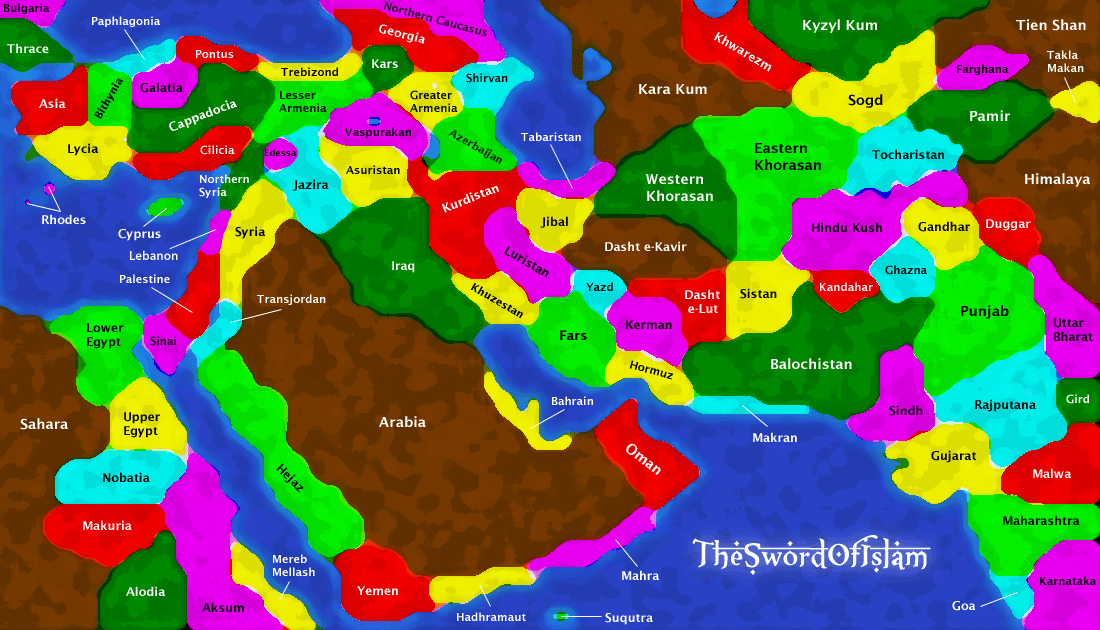 Bulgaria
Paphlagonia
Northern Caucasus
Kyzyl Kum
Tien Shan
Thrace
Pontus
Georgia
Khwarezm
Trebizond
Kars
Shirvan
Farghana
Takla
Makan
Asia
Bithynia
Galatia
Cappadocia
Lesser
Armenia
Greater
Armenia
Kara Kum
Sogd
Pamir
Vaspurakan
Azerbaijan
Tabaristan
Lycia
Cilicia
Edessa
Asuristan
Eastern
Khorasan
Tocharistan
Northern
Syria
Jazira
Kurdistan
Western
Khorasan
Himalaya
Rhodes
Cyprus
Lebanon
Syria
Jibal
Hindu Kush
Gandhar
Duggar
Palestine
Iraq
Luristan
Dasht e-Kavir
Ghazna
Transjordan
Khuzestan
Yazd
Dasht
e-Lut
Sistan
Kandahar
Lower
Egypt
Sinai
Fars
Kerman
Punjab
Uttar
Bharat
Hormuz
Balochistan
Sahara
Upper
Egypt
Arabia
Bahrain
Makran
Sindh
Rajputana
Gird
Nobatia
Hejaz
Oman
Gujarat
Malwa
Makuria
Maharashtra
TheSwordOfIslam
Mereb
Mellash
Mahra
Alodia
Aksum
Yemen
Hadhramaut
Suqutra
Goa
Karnataka